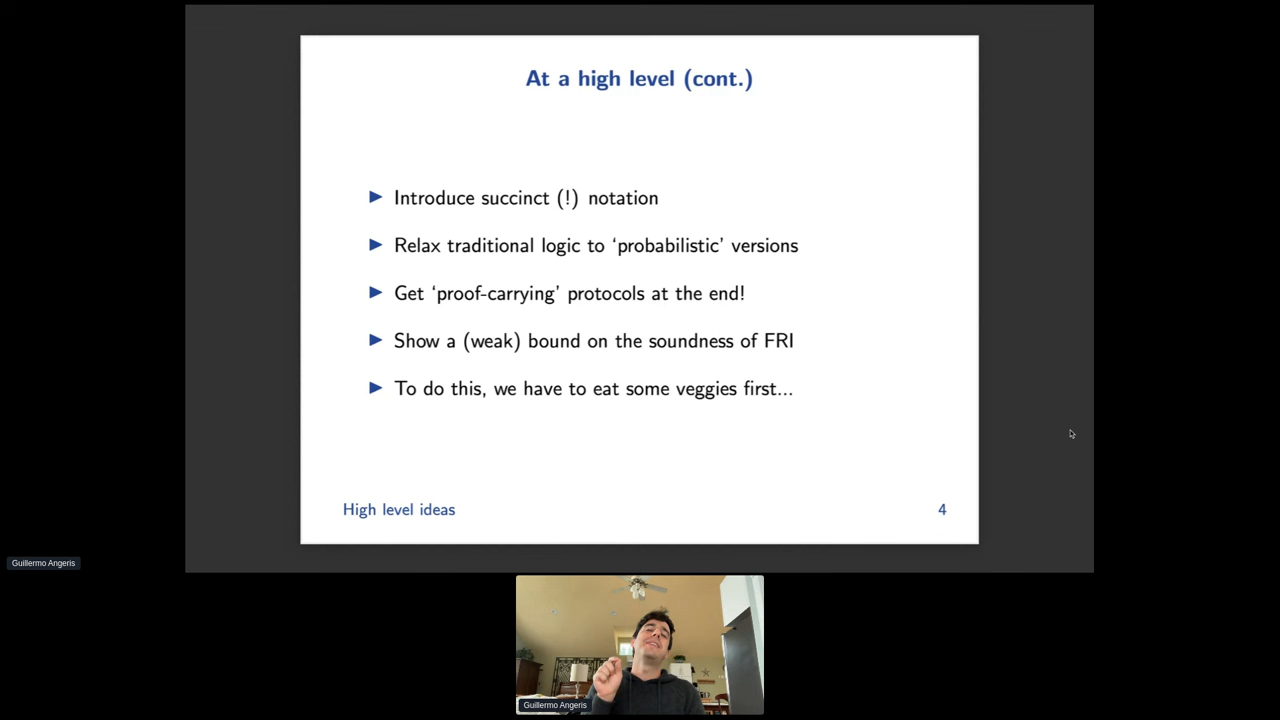 At a high level (cont.)
Introduce succinct (!) notation
Relax traditional logic to ‘probabilistic’ versions
Get ‘proof-carrying’ protocols at the end!
Show a (weak) bound on the soundness of FRI
To do this, we have to eat some veggies first...
High level ideas
4
Guillermo Angeris
Guillermo Angeris